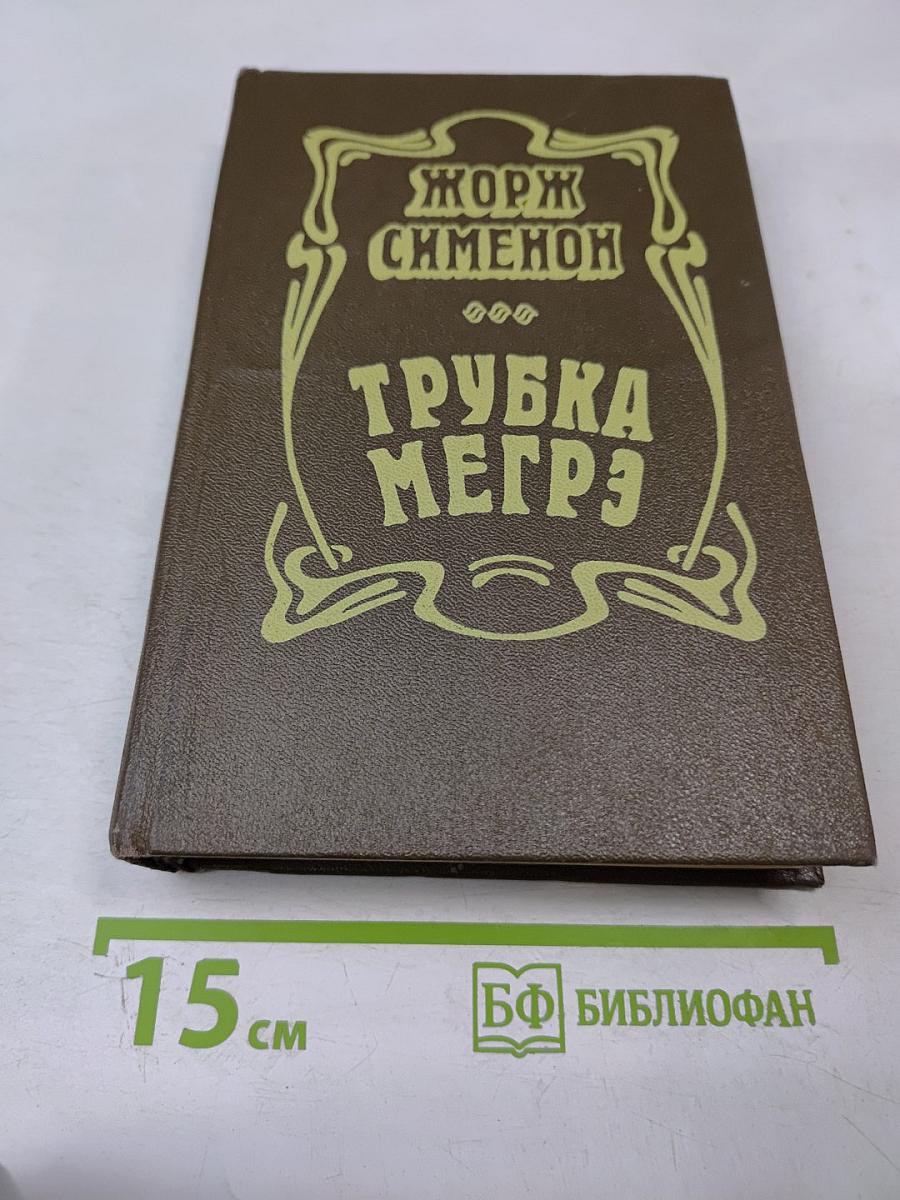 ЖОРЖ
СИМЕНОН
ТРУБКА
МЕГРЭ
15 см
БФ БИБЛИОФАН